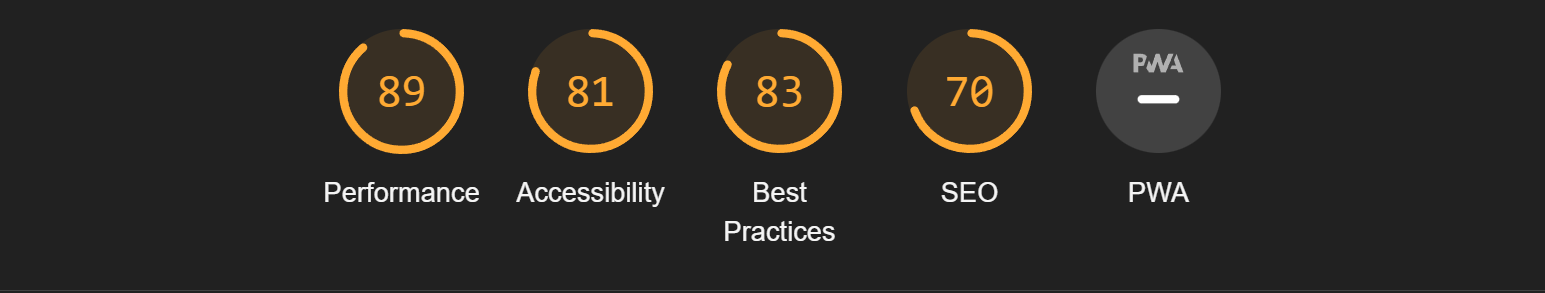 89
81
83
70
PWA
Performance
Accessibility
Best
Practices
SEO
PWA